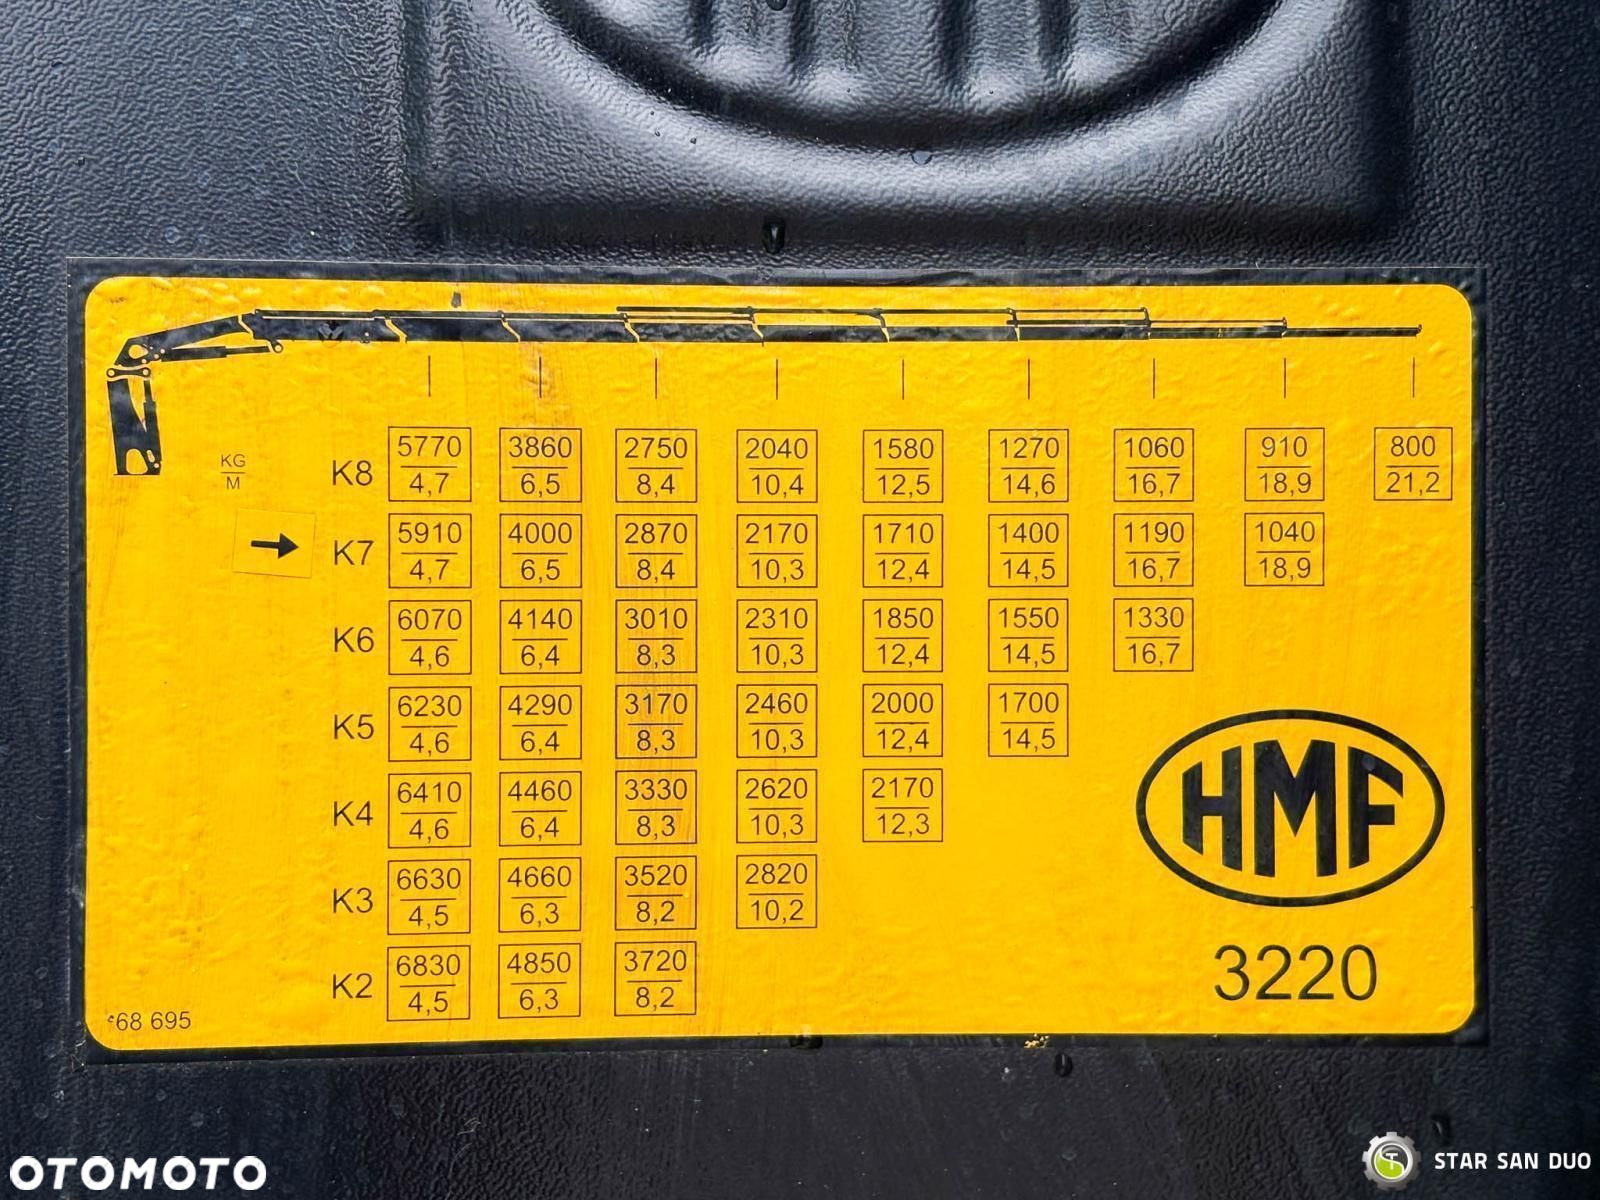 KG
M
K8 5770 3860 2750 2040 1580 1270 1060 910 800
4,7 6,5 8,4 10,4 12,5 14,6 16,7 18,9 21,2
K7 5910 4000 2870 2170 1710 1400 1190 1040
4,7 6,5 8,4 10,3 12,4 14,5 16,7 18,9
K6 6070 4140 3010 2310 1850 1550 1330
4,6 6,4 8,3 10,3 12,4 14,5 16,7
K5 6230 4290 3170 2460 2000 1700
4,6 6,4 8,3 10,3 12,4 14,5
K4 6410 4460 3330 2620 2170
4,6 6,4 8,3 10,3 12,3
K3 6630 4660 3520 2820
4,5 6,3 8,2 10,2
K2 6830 4850 3720
4,5 6,3 8,2
HMF
3220
68 695
OTOMOTO
STAR SAN DUO